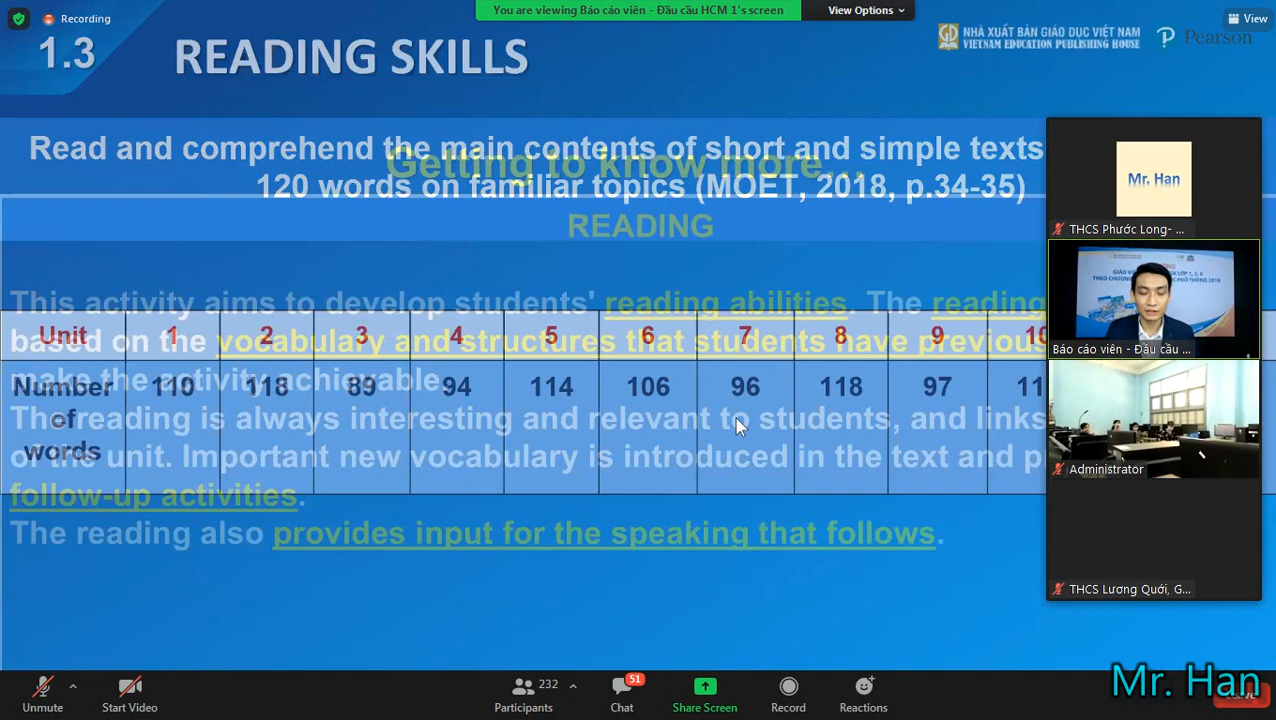 Recording
You are viewing Báo cáo viên - Đầu cầu HCM 1's screen
View Options
View
1.3
READING SKILLS
NHÀ XUẤT BẢN GIÁO DỤC VIỆT NAM
VIETNAM EDUCATION PUBLISHING HOUSE
Pearson
Read and comprehend the main contents of short and simple texts
Getting to know more...
120 words on familiar topics (MOET, 2018, p.34-35)
READING
This activity aims to develop students' reading abilities. The reading
Unit 1 2 3 4 5 6 7 8 9 10
based on the vocabulary and structures that students have previous
make the activity achievable.
Number of words 110 118 89 94 114 106 96 118 97
The reading is always interesting and relevant to students, and links
of the unit. Important new vocabulary is introduced in the text and
follow-up activities.
The reading also provides input for the speaking that follows.
Mr. Han
THCS Phước Long- ...
Báo cáo viên - Đầu cầu ...
Administrator
THCS Lương Quới, G...
Unmute
Start Video
232
Participants
51
Chat
Share Screen
Record
Reactions
Mr. Han